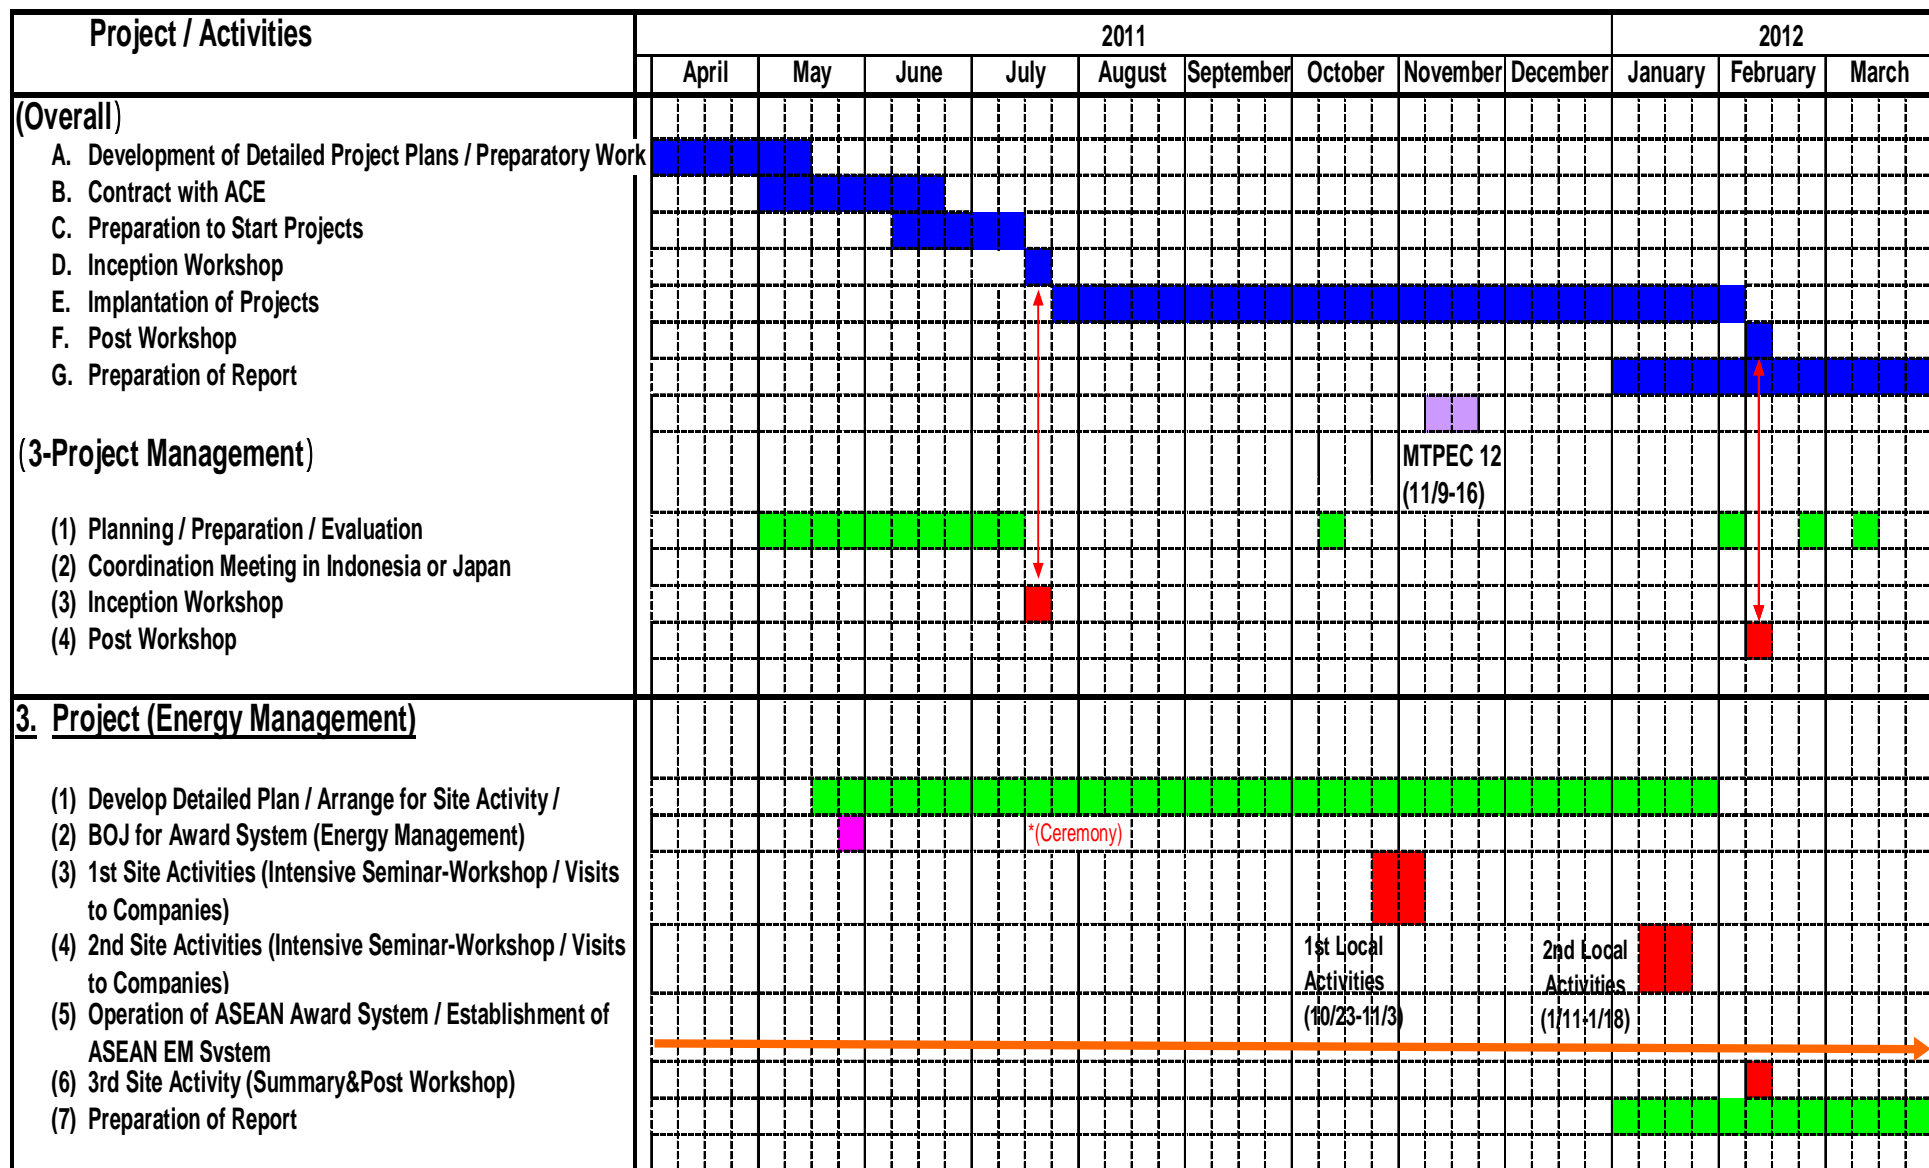 Project / Activities
2011
2012
April May June July August September October November December January February March
(Overall)
A. Development of Detailed Project Plans / Preparatory Work
B. Contract with ACE
C. Preparation to Start Projects
D. Inception Workshop
E. Implantation of Projects
F. Post Workshop
G. Preparation of Report
(3-Project Management)
MTPEC 12
(11/9-16)
(1) Planning / Preparation / Evaluation
(2) Coordination Meeting in Indonesia or Japan
(3) Inception Workshop
(4) Post Workshop
3. Project (Energy Management)
(1) Develop Detailed Plan / Arrange for Site Activity /
(2) BOJ for Award System (Energy Management)
*(Ceremony)
(3) 1st Site Activities (Intensive Seminar-Workshop / Visits
to Companies)
(4) 2nd Site Activities (Intensive Seminar-Workshop / Visits
to Companies)
1st Local
Activities
(10/23-11/3)
2nd Local
Activities
(1/11-1/18)
(5) Operation of ASEAN Award System / Establishment of
ASEAN EM System
(6) 3rd Site Activity (Summary&Post Workshop)
(7) Preparation of Report